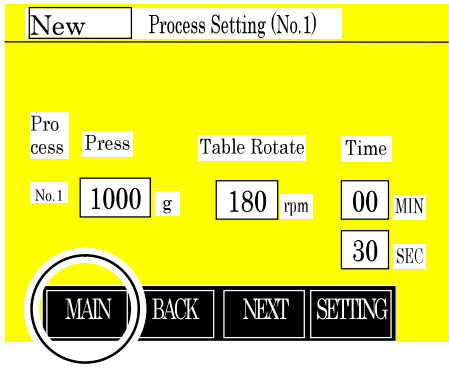 New Process Setting (No.1)
Pro
cess Press Table Rotate Time
No.1 1000 g 180 rpm 00 MIN
30 SEC
MAIN BACK NEXT SETTING